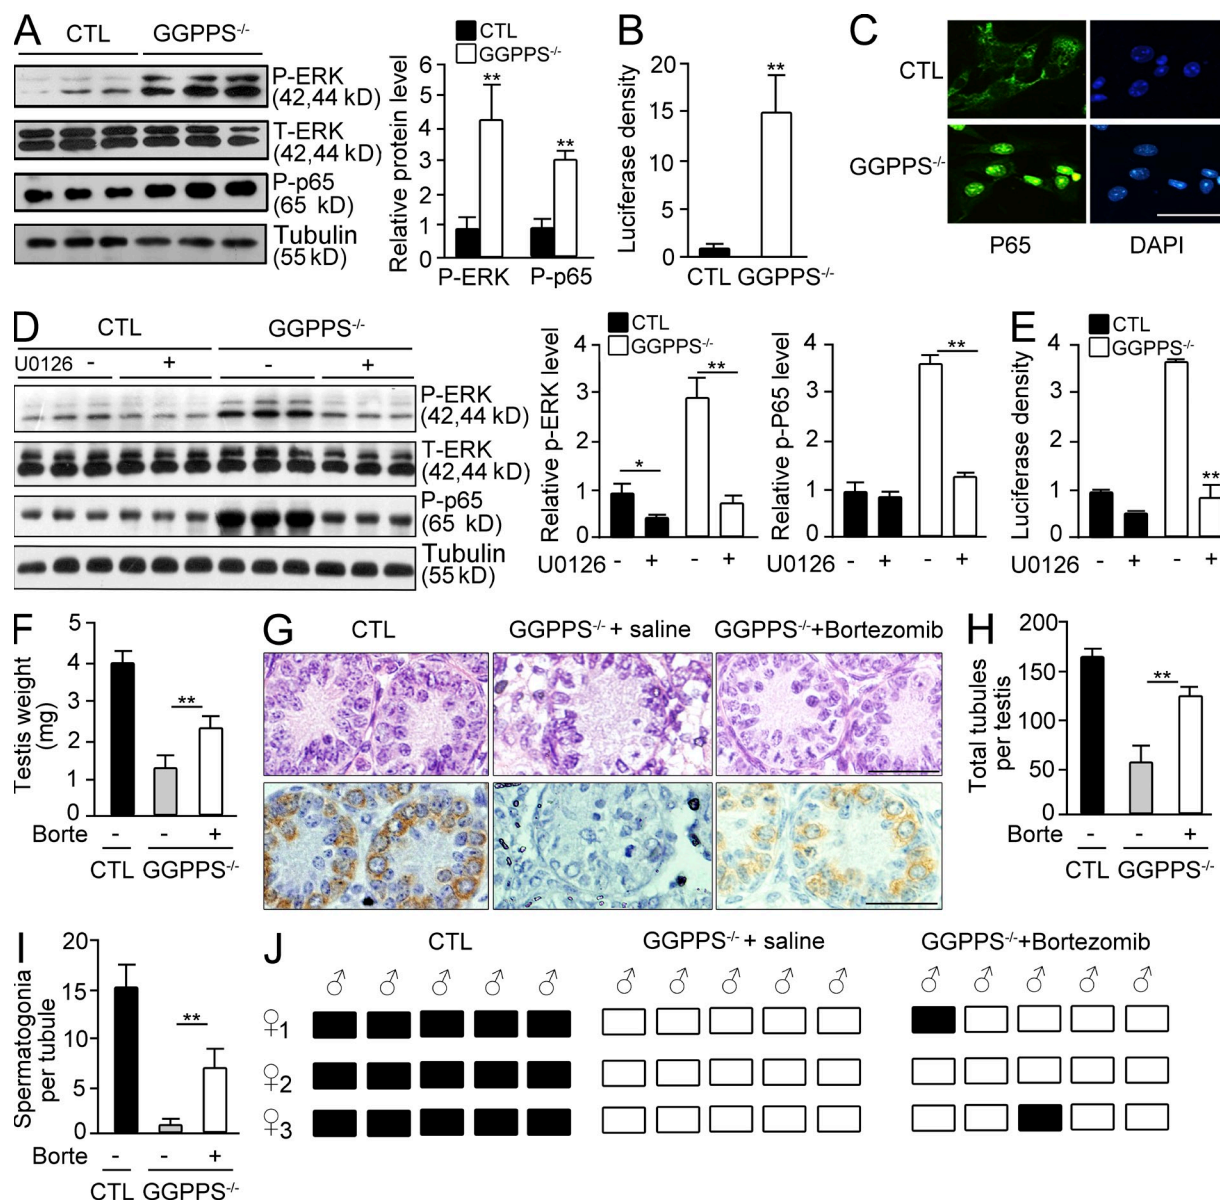 A
CTL GGPPS-/-
P-ERK
(42,44 kD)
T-ERK
(42,44 kD)
P-p65
(65 kD)
Tubulin
(55 kD)
CTL
GGPPS-/-
Relative protein level
6
5
4
3
2
1
0
** **
P-ERK P-p65
B
Luciferase density
20
15
10
5
0
**
CTL GGPPS-/-
C
CTL
GGPPS-/-
P65 DAPI
D
CTL GGPPS-/-
U0126 - + - +
P-ERK
(42,44 kD)
T-ERK
(42,44 kD)
P-p65
(65 kD)
Tubulin
(55 kD)
CTL
GGPPS-/-
Relative p-ERK level
4
3
2
1
0
* **
U0126 - + - +
Relative p-P65 level
4
3
2
1
0
**
U0126 - + - +
E
CTL
GGPPS-/-
Luciferase density
4
3
2
1
0
**
U0126 - + - +
F
Testis weight
(mg)
5
4
3
2
1
0
**
Borte - - +
CTL GGPPS-/-
G
CTL GGPPS-/- + saline GGPPS-/-+Bortezomib
H
Total tubules
per testis
200
150
100
50
0
**
Borte - - +
CTL GGPPS-/-
I
Spermatogonia
per tubule
20
15
10
5
0
**
Borte - - +
CTL GGPPS-/-
J
CTL GGPPS-/- + saline GGPPS-/-+Bortezomib
♂ ♂ ♂ ♂ ♂ ♂ ♂ ♂ ♂ ♂ ♂ ♂ ♂ ♂ ♂
♀1
♀2
♀3